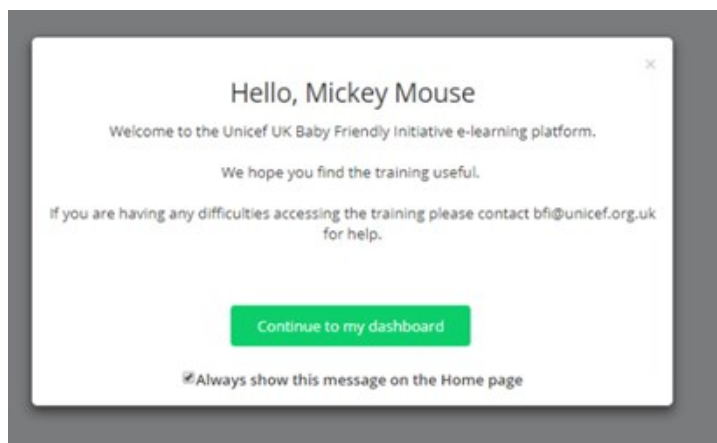 ×
Hello, Mickey Mouse
Welcome to the Unicef UK Baby Friendly Initiative e-learning platform.
We hope you find the training useful.
If you are having any difficulties accessing the training please contact bfi@unicef.org.uk
for help.
Continue to my dashboard
Always show this message on the Home page